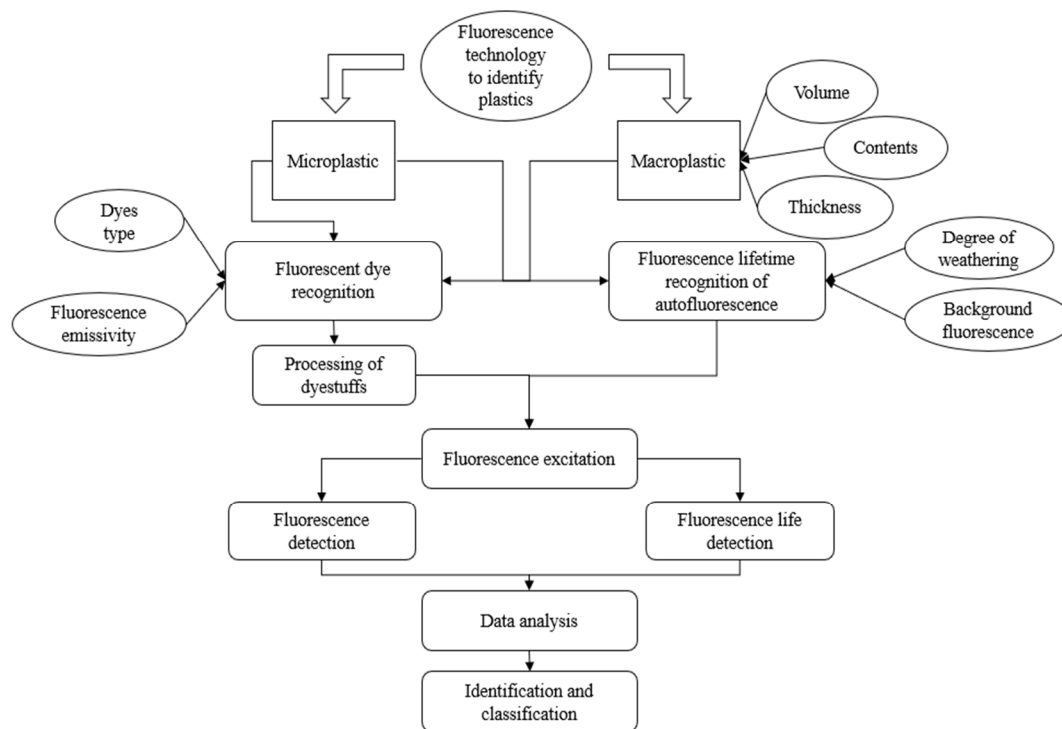 Fluorescence
technology
to identify
plastics
Volume
Microplastic
Macroplastic
Contents
Thickness
Dyes
type
Fluorescent dye
recognition
Fluorescence lifetime
recognition of
autofluorescence
Degree of
weathering
Fluorescence
emissivity
Background
fluorescence
Processing of
dyestuffs
Fluorescence excitation
Fluorescence
detection
Fluorescence life
detection
Data analysis
Identification and
classification